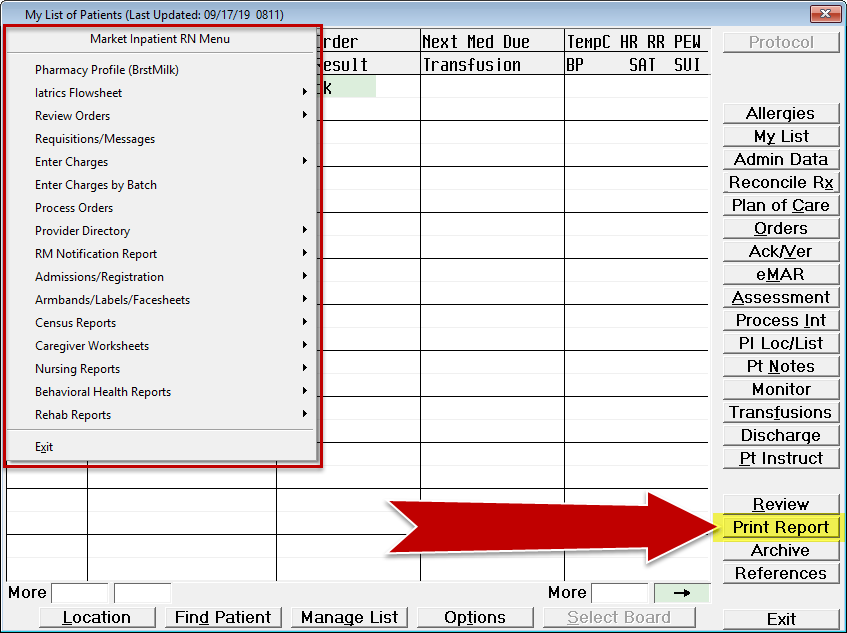 My List of Patients (Last Updated: 09/17/19 0811)
Market Inpatient RN Menu
Pharmacy Profile (BrstMilk)
Iatrics Flowsheet
Review Orders
Requisitions/Messages
Enter Charges
Enter Charges by Batch
Process Orders
Provider Directory
RM Notification Report
Admissions/Registration
Armbands/Labels/Facesheets
Census Reports
Caregiver Worksheets
Nursing Reports
Behavioral Health Reports
Rehab Reports
Exit
rder Next Med Due TempC HR RR PEW
esult Transfusion BP SAT SUI
k
Protocol
Allergies
My List
Admin Data
Reconcile Rx
Plan of Care
Orders
Ack/Ver
eMAR
Assessment
Process Int
PI Loc/List
Pt Notes
Monitor
Transfusions
Discharge
Pt Instruct
Review
Print Report
Archive
References
More More
Location Find Patient Manage List Options Select Board Exit